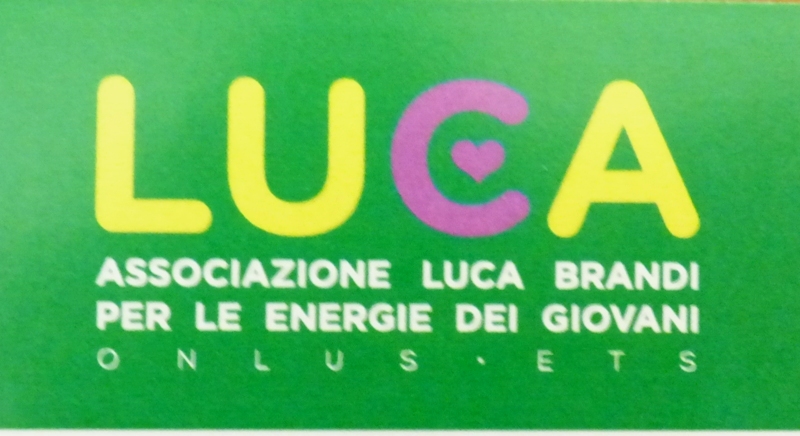 LUCA
ASSOCIAZIONE LUCA BRANDI
PER LE ENERGIE DEI GIOVANI
ONLUS · ETS